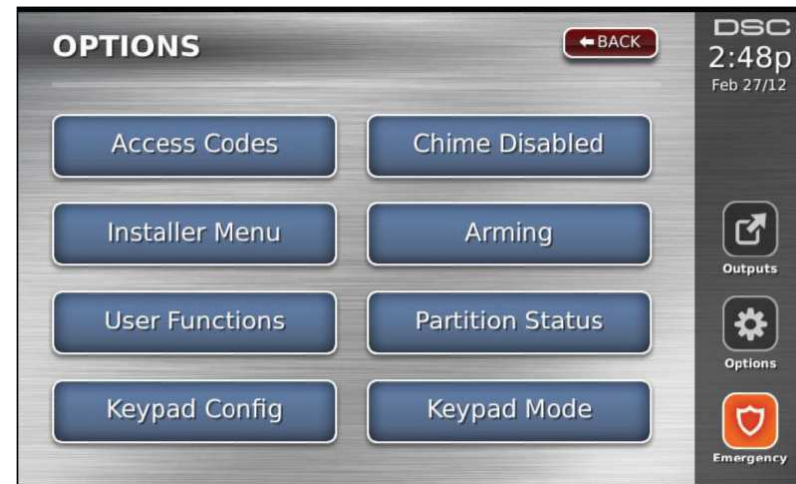 OPTIONS
BACK
Access Codes
Chime Disabled
Installer Menu
Arming
User Functions
Partition Status
Keypad Config
Keypad Mode
DSC
2:48p
Feb 27/12
Outputs
Options
Emergency